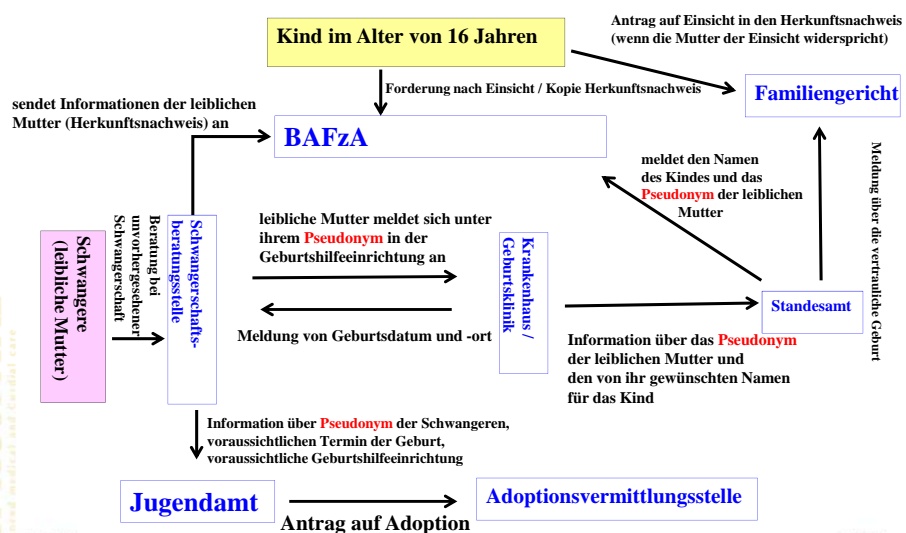 Kind im Alter von 16 Jahren
Antrag auf Einsicht in den Herkunftsnachweis
(wenn die Mutter der Einsicht widerspricht)
Forderung nach Einsicht / Kopie Herkunftsnachweis
Familiengericht
sendet Informationen der leiblichen
Mutter (Herkunftsnachweis) an
BAFzA
meldet den Namen
des Kindes und das
Pseudonym der leiblichen
Mutter
Meldung über die vertrauliche Geburt
Schwangere
(leibliche Mutter)
Beratung bei
unvorhergesehener
Schwangerschaft
Schwangerschafts-
beratungsstelle
leibliche Mutter meldet sich unter
ihrem Pseudonym in der
Geburtshilfeeinrichtung an
Krankenhaus /
Geburtsklinik
Standesamt
Meldung von Geburtsdatum und -ort
Information über das Pseudonym
der leiblichen Mutter und
den von ihr gewünschten Namen
für das Kind
Information über Pseudonym der Schwangeren,
voraussichtlichen Termin der Geburt,
voraussichtliche Geburtshilfeeinrichtung
Jugendamt
Antrag auf Adoption
Adoptionsvermittlungsstelle
medical and
care